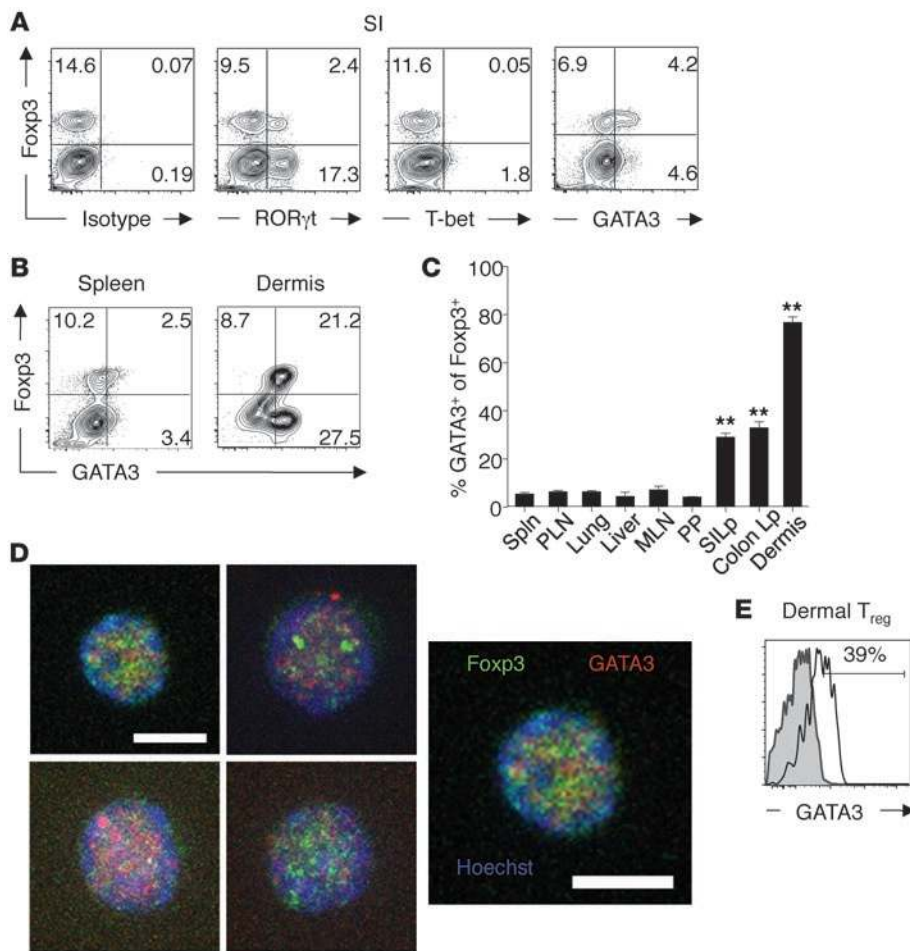 A
SI
14.6 0.07
0.19
9.5 2.4
17.3
11.6 0.05
1.8
6.9 4.2
4.6
Foxp3
Isotype
RORγt
T-bet
GATA3
B
Spleen
Dermis
10.2 2.5
3.4
8.7 21.2
27.5
Foxp3
GATA3
C
% GATA3+ of Foxp3+
100
80
60
40
20
0
** ** **
Spln
PLN
Lung
Liver
MLN
PP
SILp
Colon Lp
Dermis
D
Foxp3 GATA3
Hoechst
E
Dermal Treg
39%
GATA3